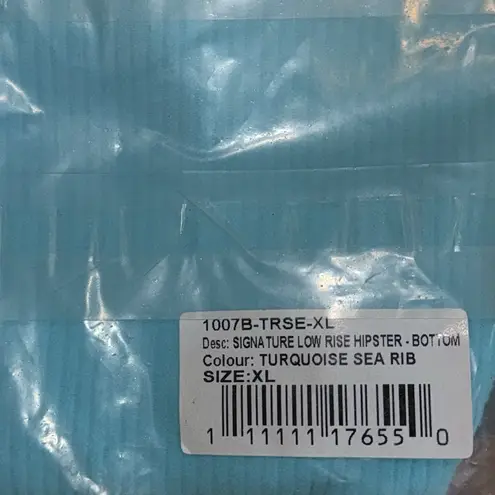 1007B-TRSE-XL
Desc: SIGNATURE LOW RISE HIPSTER - BOTTOM
Colour: TURQUOISE SEA RIB
SIZE:XL
1 11111 17655 0